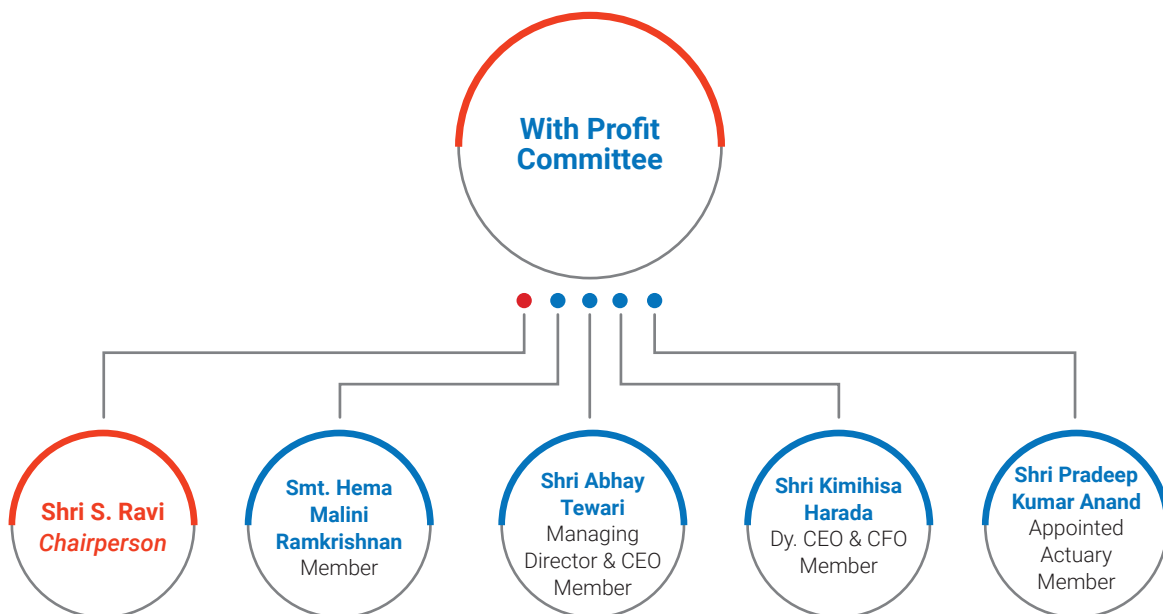 With Profit
Committee
Shri S. Ravi
Chairperson
Smt. Hema
Malini
Ramkrishnan
Member
Shri Abhay
Tewari
Managing
Director & CEO
Member
Shri Kimihisa
Harada
Dy. CEO & CFO
Member
Shri Pradeep
Kumar Anand
Appointed
Actuary
Member